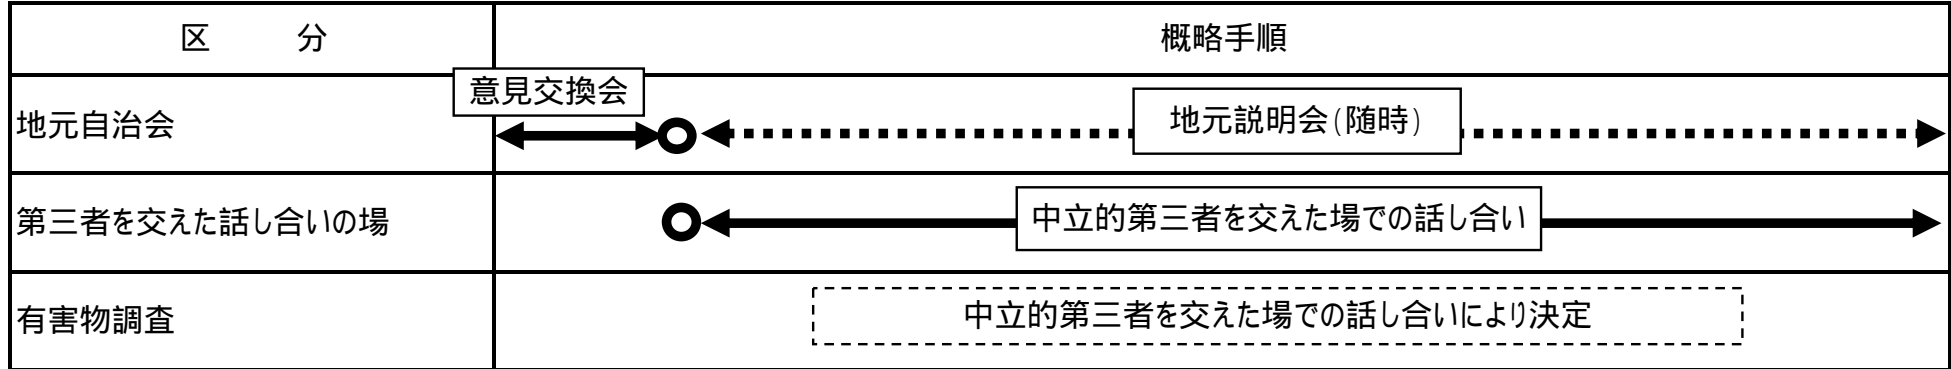 区　　分
概略手順
意見交換会
地元自治会
地元説明会(随時)
第三者を交えた話し合いの場
中立的第三者を交えた場での話し合い
有害物調査
中立的第三者を交えた場での話し合いにより決定